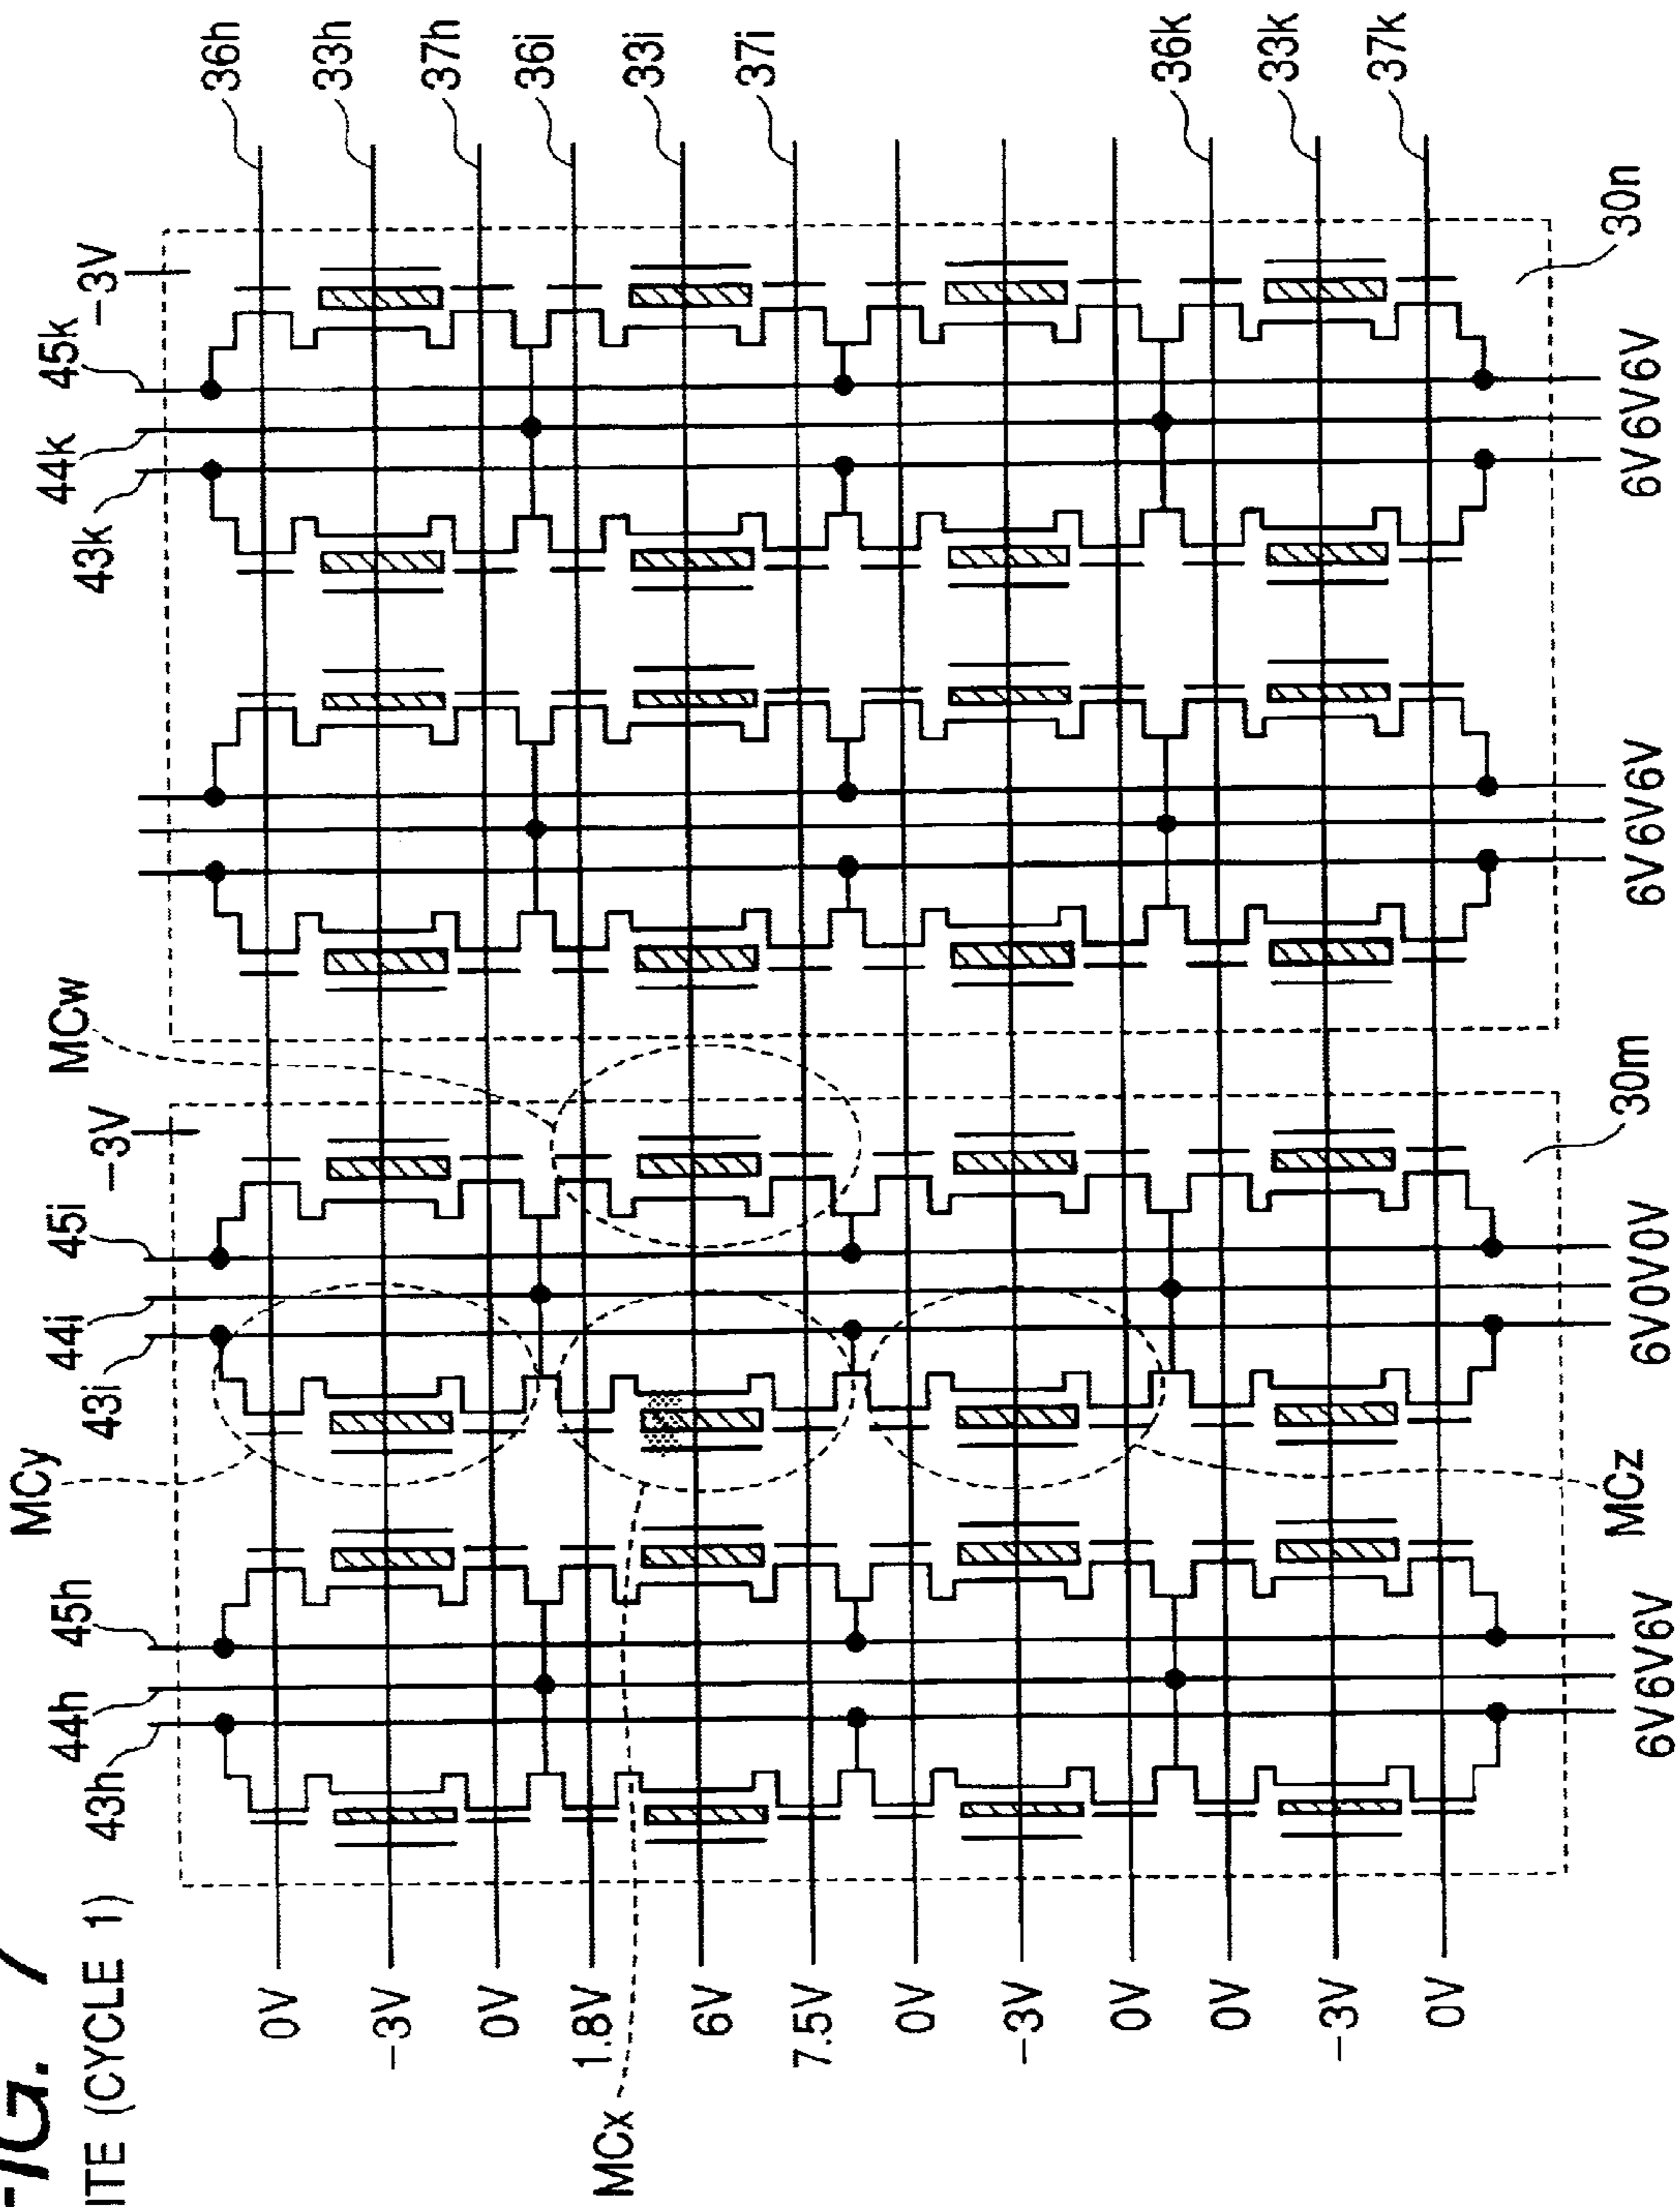 FIG. 7
ITE (CYCLE 1)
43h 44h 45h
MCy
43i 44i 45i
-3V
MCw
43k 44k 45k
-3V
36h
33h
37h
36i
33i
37i
36k
33k
37k
0V
-3V
0V
1.8V
6V
7.5V
0V
-3V
0V
0V
-3V
0V
MCx
MCz
30m
30n
6V6V6V
6V0V0V
6V6V6V
6V6V6V